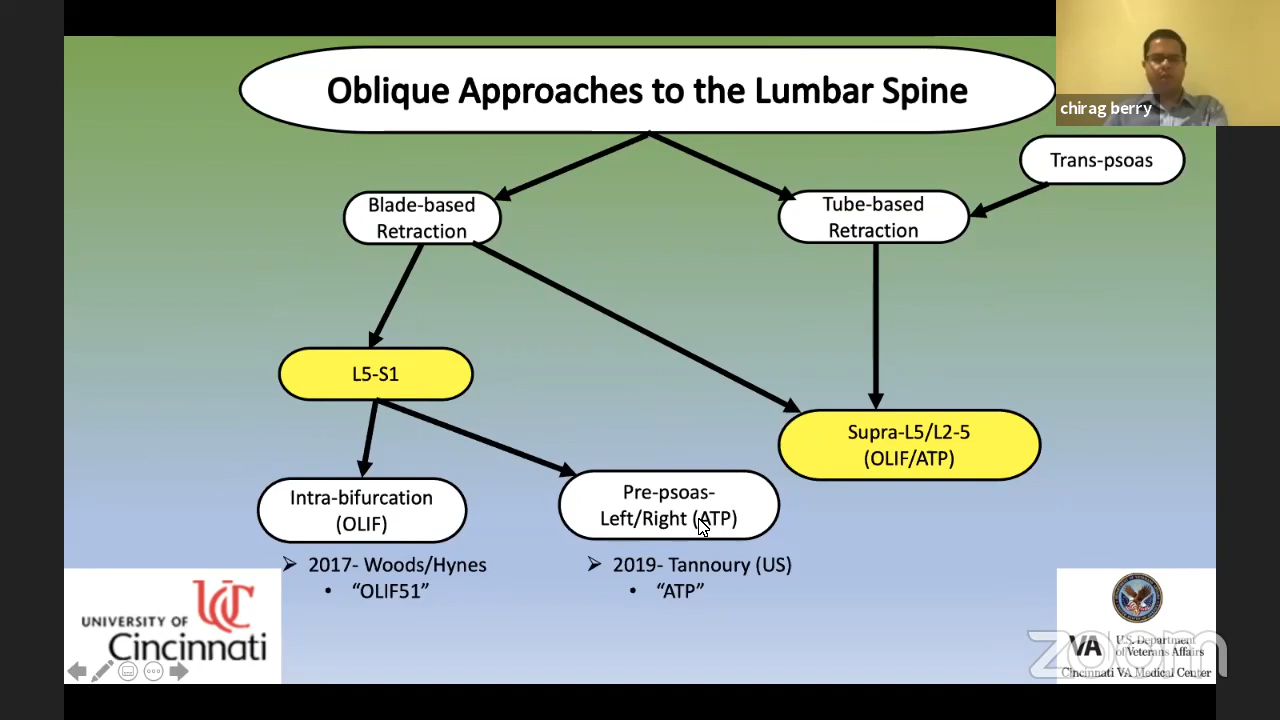 Oblique Approaches to the Lumbar Spine
chirag berry
Trans-psoas
Blade-based
Retraction
Tube-based
Retraction
L5-S1
Supra-L5/L2-5
(OLIF/ATP)
Intra-bifurcation
(OLIF)
Pre-psoas-
Left/Right (ATP)
➢ 2017- Woods/Hynes
• “OLIF51”
➢ 2019- Tannoury (US)
• “ATP”
UC
UNIVERSITY OF
Cincinnati
VA
U.S. Department
of Veterans Affairs
Cincinnati VA Medical Center
zoom